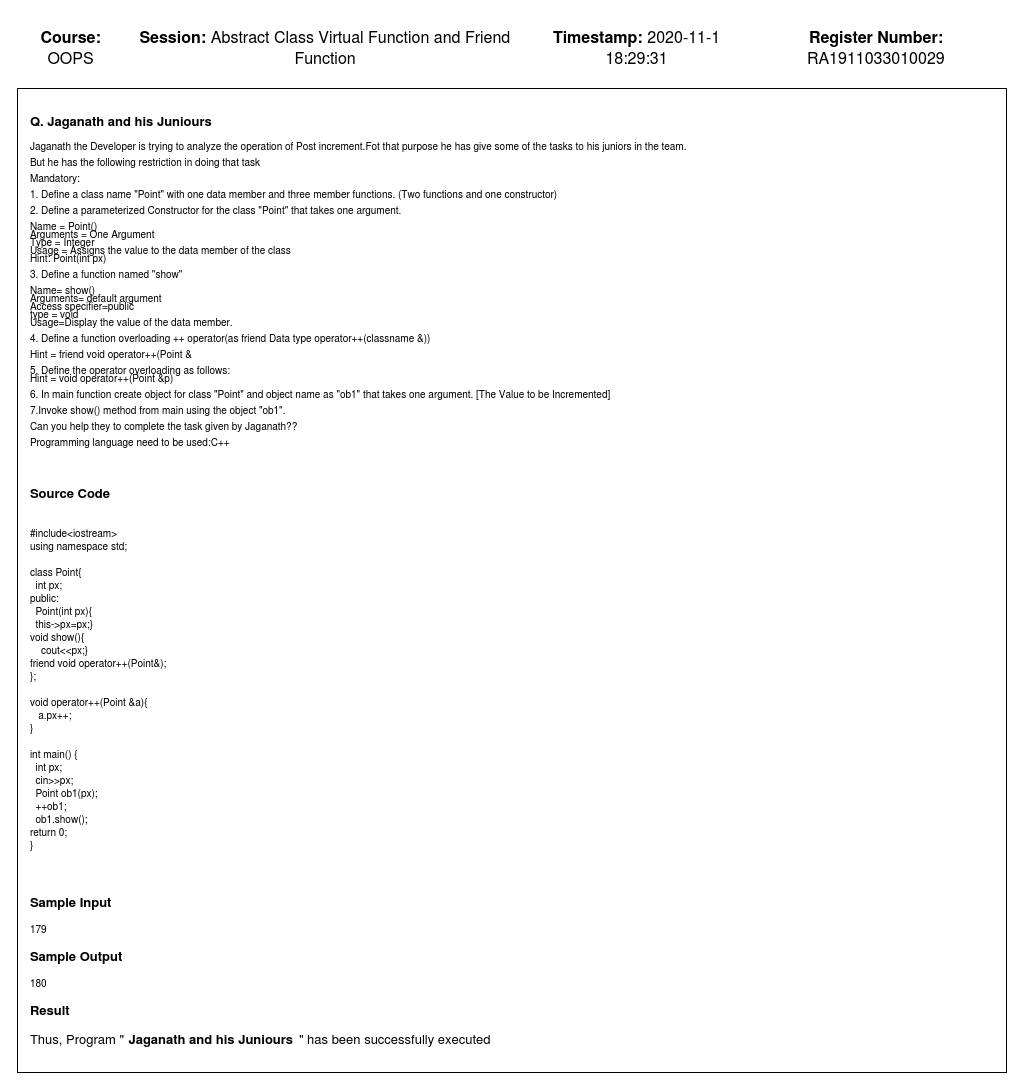 Course: OOPS
Session: Abstract Class Virtual Function and Friend Function
Timestamp: 2020-11-1 18:29:31
Register Number: RA1911033010029
Q. Jaganath and his Juniours
Jaganath the Developer is trying to analyze the operation of Post increment.Fot that purpose he has give some of the tasks to his juniors in the team.
But he has the following restriction in doing that task
Mandatory:
1. Define a class name "Point" with one data member and three member functions. (Two functions and one constructor)
2. Define a parameterized Constructor for the class "Point" that takes one argument.
Name = Point()
Arguments = One Argument
Type = Integer
Usage = Assigns the value to the data member of the class
Hint: Point(int px)
3. Define a function named "show"
Name= show()
Arguments= default argument
Access specifier=public
type = void
Usage=Display the value of the data member.
4. Define a function overloading ++ operator(as friend Data type operator++(classname &))
Hint = friend void operator++(Point &
5. Define the operator overloading as follows:
Hint = void operator++(Point &p)
6. In main function create object for class "Point" and object name as "ob1" that takes one argument. [The Value to be Incremented]
7.Invoke show() method from main using the object "ob1".
Can you help they to complete the task given by Jaganath??
Programming language need to be used:C++
Source Code
#include<iostream>
using namespace std;
class Point{
int px;
public:
Point(int px){
this->px=px;}
void show(){
cout<<px;}
friend void operator++(Point&);
};
void operator++(Point &a){
a.px++;
}
int main() {
int px;
cin>>px;
Point ob1(px);
++ob1;
ob1.show();
return 0;
}
Sample Input
179
Sample Output
180
Result
Thus, Program " Jaganath and his Juniours " has been successfully executed